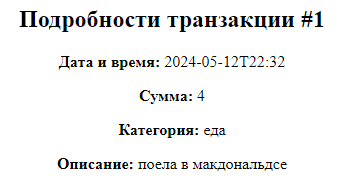 Подробности транзакции #1
Дата и время: 2024-05-12T22:32
Сумма: 4
Категория: еда
Описание: поела в макдональдсе